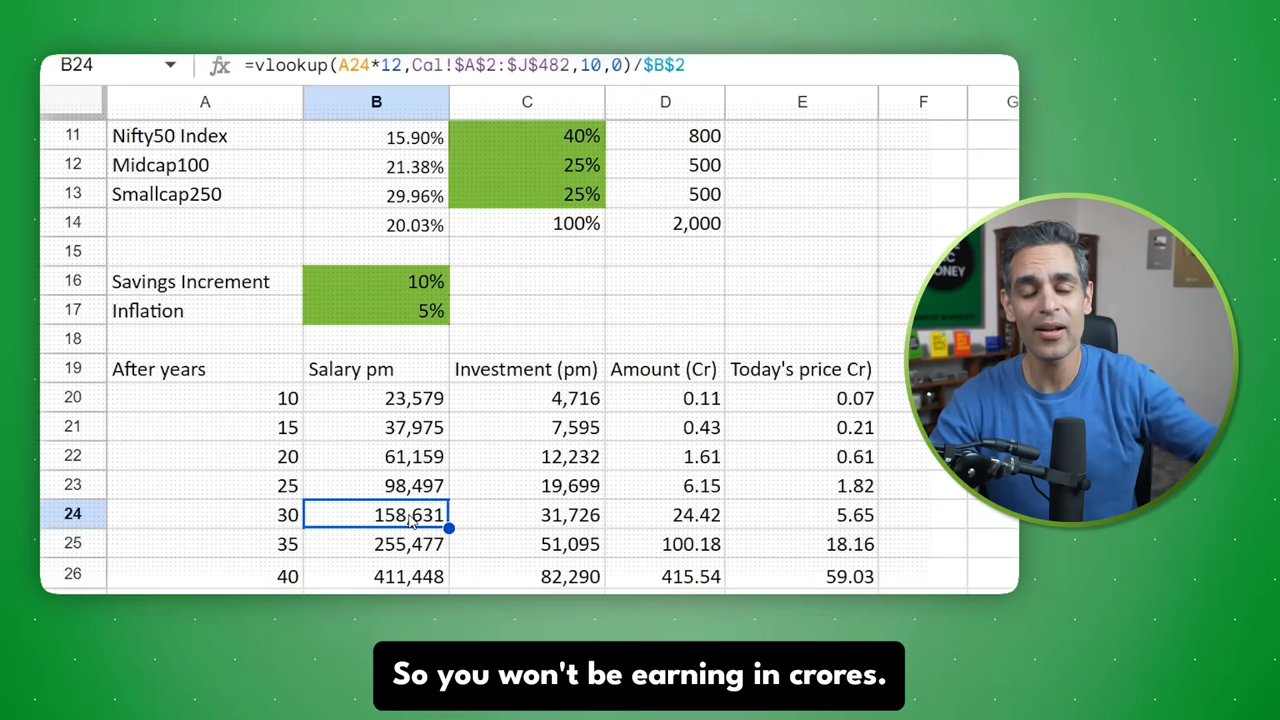 B24 fx =vlookup(A24*12,Cal!$A$2:$J$482,10,0)/$B$2
A B C D E F G
11 Nifty50 Index 15.90% 40% 800
12 Midcap100 21.38% 25% 500
13 Smallcap250 29.96% 25% 500
14 20.03% 100% 2,000
15
16 Savings Increment 10%
17 Inflation 5%
18
19 After years Salary pm Investment (pm) Amount (Cr) Today's price Cr)
20 10 23,579 4,716 0.11 0.07
21 15 37,975 7,595 0.43 0.21
22 20 61,159 12,232 1.61 0.61
23 25 98,497 19,699 6.15 1.82
24 30 158,631 31,726 24.42 5.65
25 35 255,477 51,095 100.18 18.16
26 40 411,448 82,290 415.54 59.03
So you won't be earning in crores.